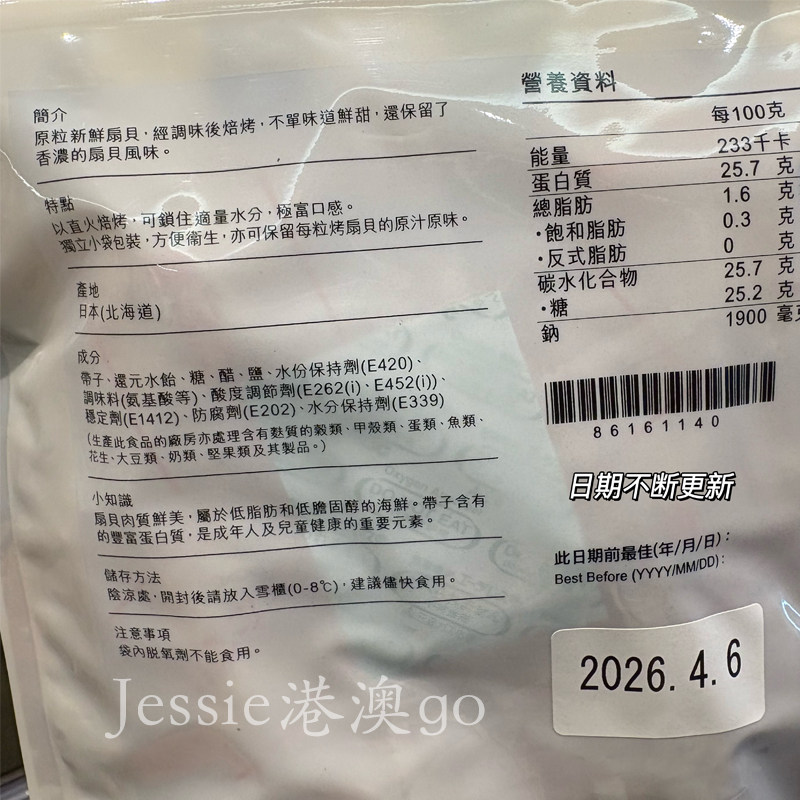 簡介
原粒新鮮扇貝，經調味後焙烤，不單味道鮮甜，還保留了
香濃的扇貝風味。
特點
以直火焙烤，可鎖住適量水分，極富口感。
獨立小袋包裝，方便衞生，亦可保留每粒烤扇貝的原汁原味。
產地
日本(北海道)
成分
帶子、還元水飴、糖、醋、鹽、水份保持劑(E420)、
調味料(氨基酸等)、酸度調節劑(E262(i)、E452(i))、
穩定劑(E1412)、防腐劑(E202)、水分保持劑(E339)
(生產此食品的廠房亦處理含有麩質的穀類、甲殼類、蛋類、魚類、
花生、大豆類、奶類、堅果類及其製品。)
小知識
扇貝肉質鮮美，屬於低脂肪和低膽固醇的海鮮。帶子含有
的豐富蛋白質，是成年人及兒童健康的重要元素。
儲存方法
陰涼處，開封後請放入雪櫃(0-8℃)，建議儘快食用。
注意事項
袋內脫氧劑不能食用。
營養資料
每100克
能量 233千卡
蛋白質 25.7 克
總脂肪 1.6 克
·飽和脂肪 0.3 克
·反式脂肪 0 克
碳水化合物 25.7 克
·糖 25.2 克
鈉 1900 毫克
86161140
日期不断更新
此日期前最佳(年/月/日)：
Best Before (YYYY/MM/DD):
2026.4.6
Jessie港澳go